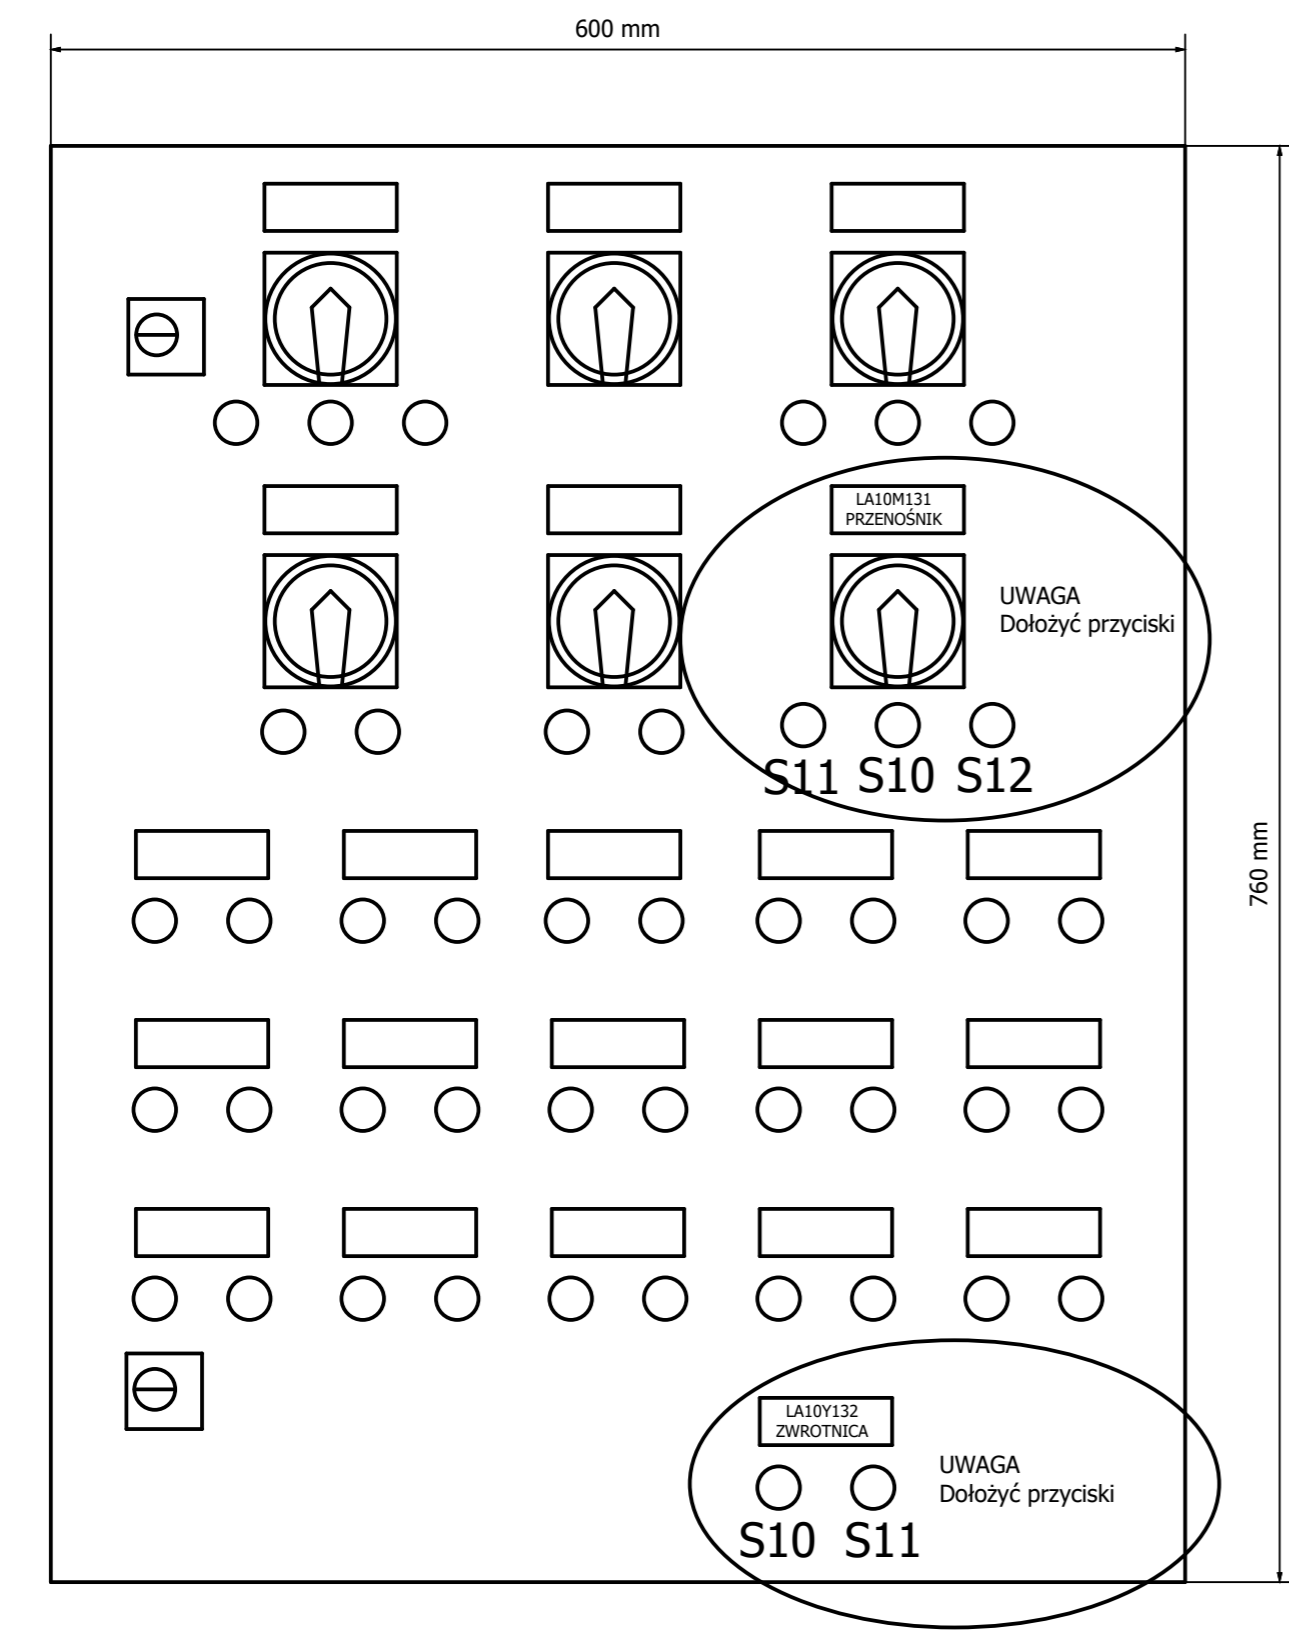 600 mm
LA10M131
PRZENOŚNIK
UWAGA
Dołożyć przyciski
S11 S10 S12
760 mm
LA10Y132
ZWROTNICA
UWAGA
Dołożyć przyciski
S10 S11